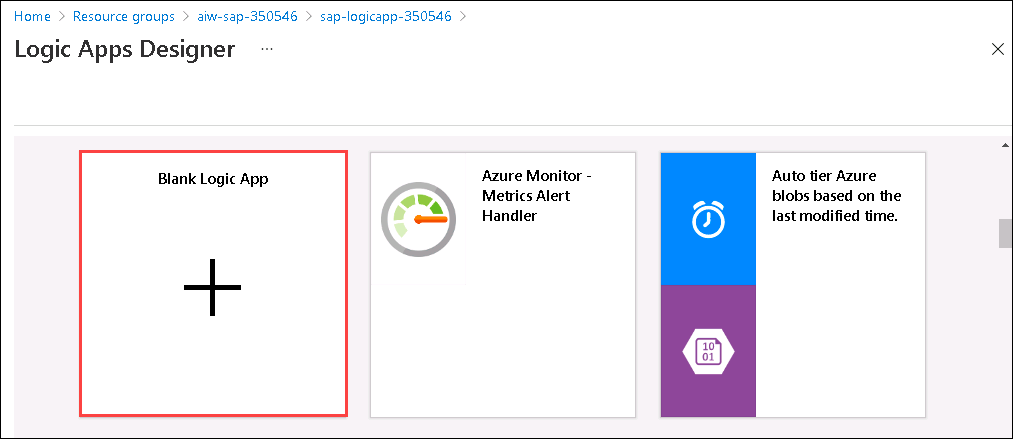 Home > Resource groups > aiw-sap-350546 > sap-logicapp-350546 >
Logic Apps Designer ...
Blank Logic App
Azure Monitor -
Metrics Alert
Handler
Auto tier Azure
blobs based on the
last modified time.
10
01